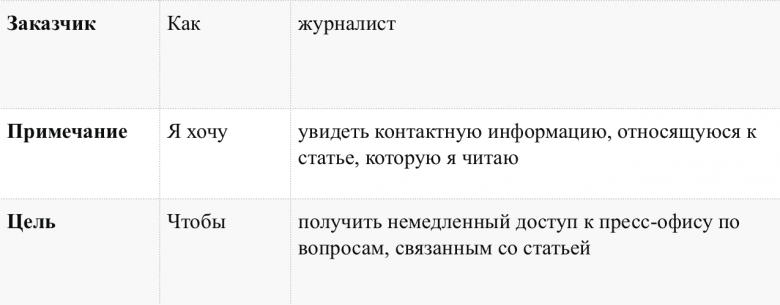 Заказчик Как журналист
Примечание Я хочу увидеть контактную информацию, относящуюся к
статье, которую я читаю
Цель Чтобы получить немедленный доступ к пресс-офису по
вопросам, связанным со статьей